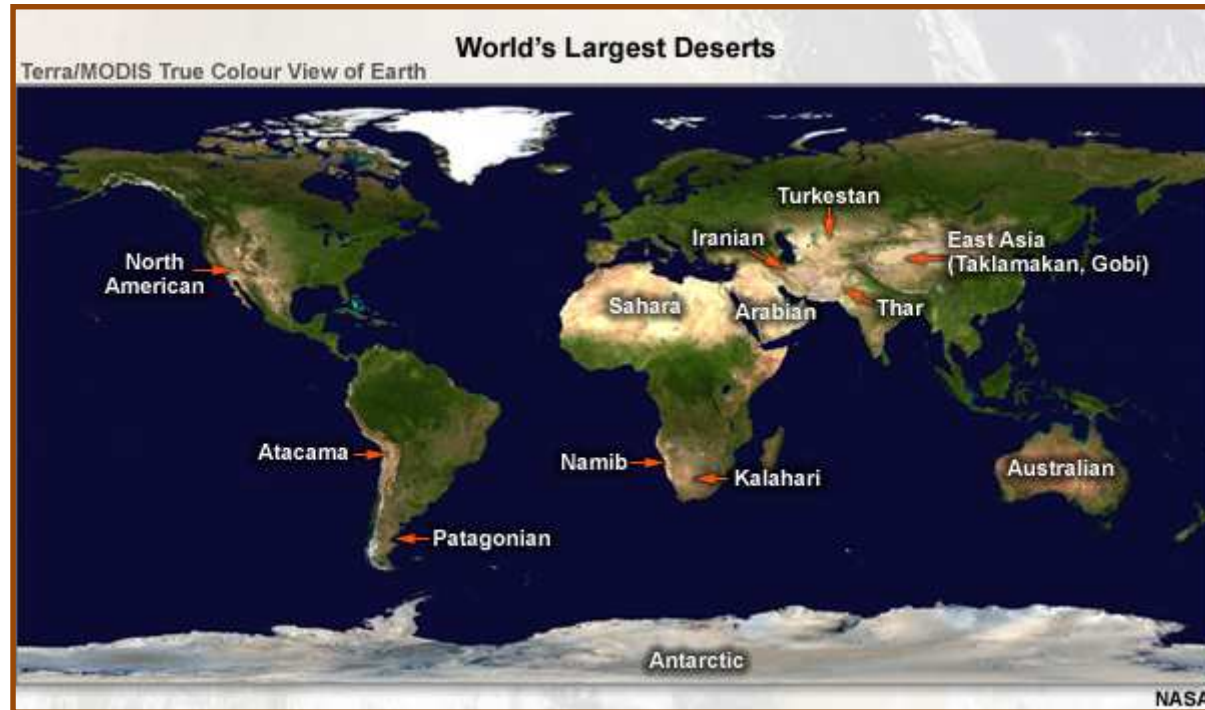 World's Largest Deserts
Terra/MODIS True Colour View of Earth
Turkestan
Iranian
East Asia
(Taklamakan, Gobi)
North
American
Sahara
Arabian
Thar
Atacama
Namib
Kalahari
Australian
Patagonian
Antarctic
NASA